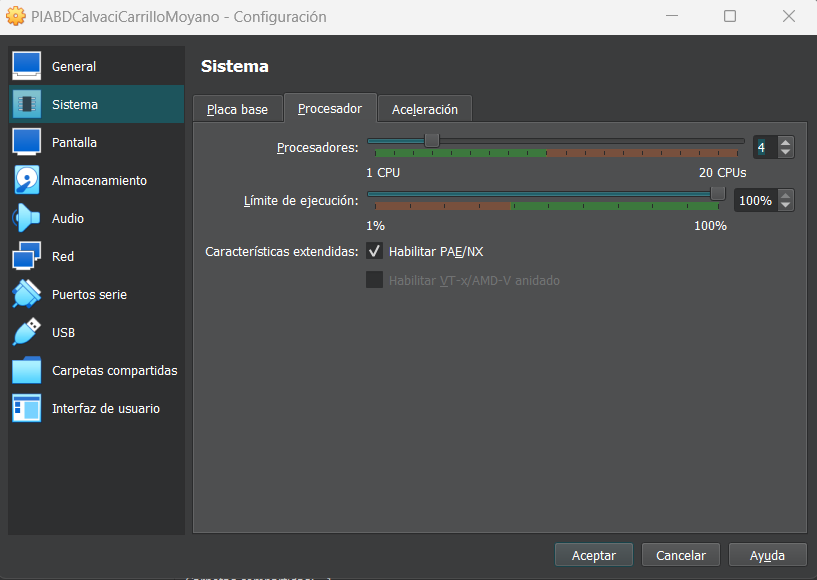 PIABDCalvaciCarrilloMoyano - Configuración
General
Sistema
Pantalla
Almacenamiento
Audio
Red
Puertos serie
USB
Carpetas compartidas
Interfaz de usuario
Sistema
Placa base
Procesador
Aceleración
Procesadores:
4
1 CPU
20 CPUs
Límite de ejecución:
100%
1%
100%
Características extendidas:
Habilitar PAE/NX
Habilitar VT-x/AMD-V anidado
Aceptar
Cancelar
Ayuda